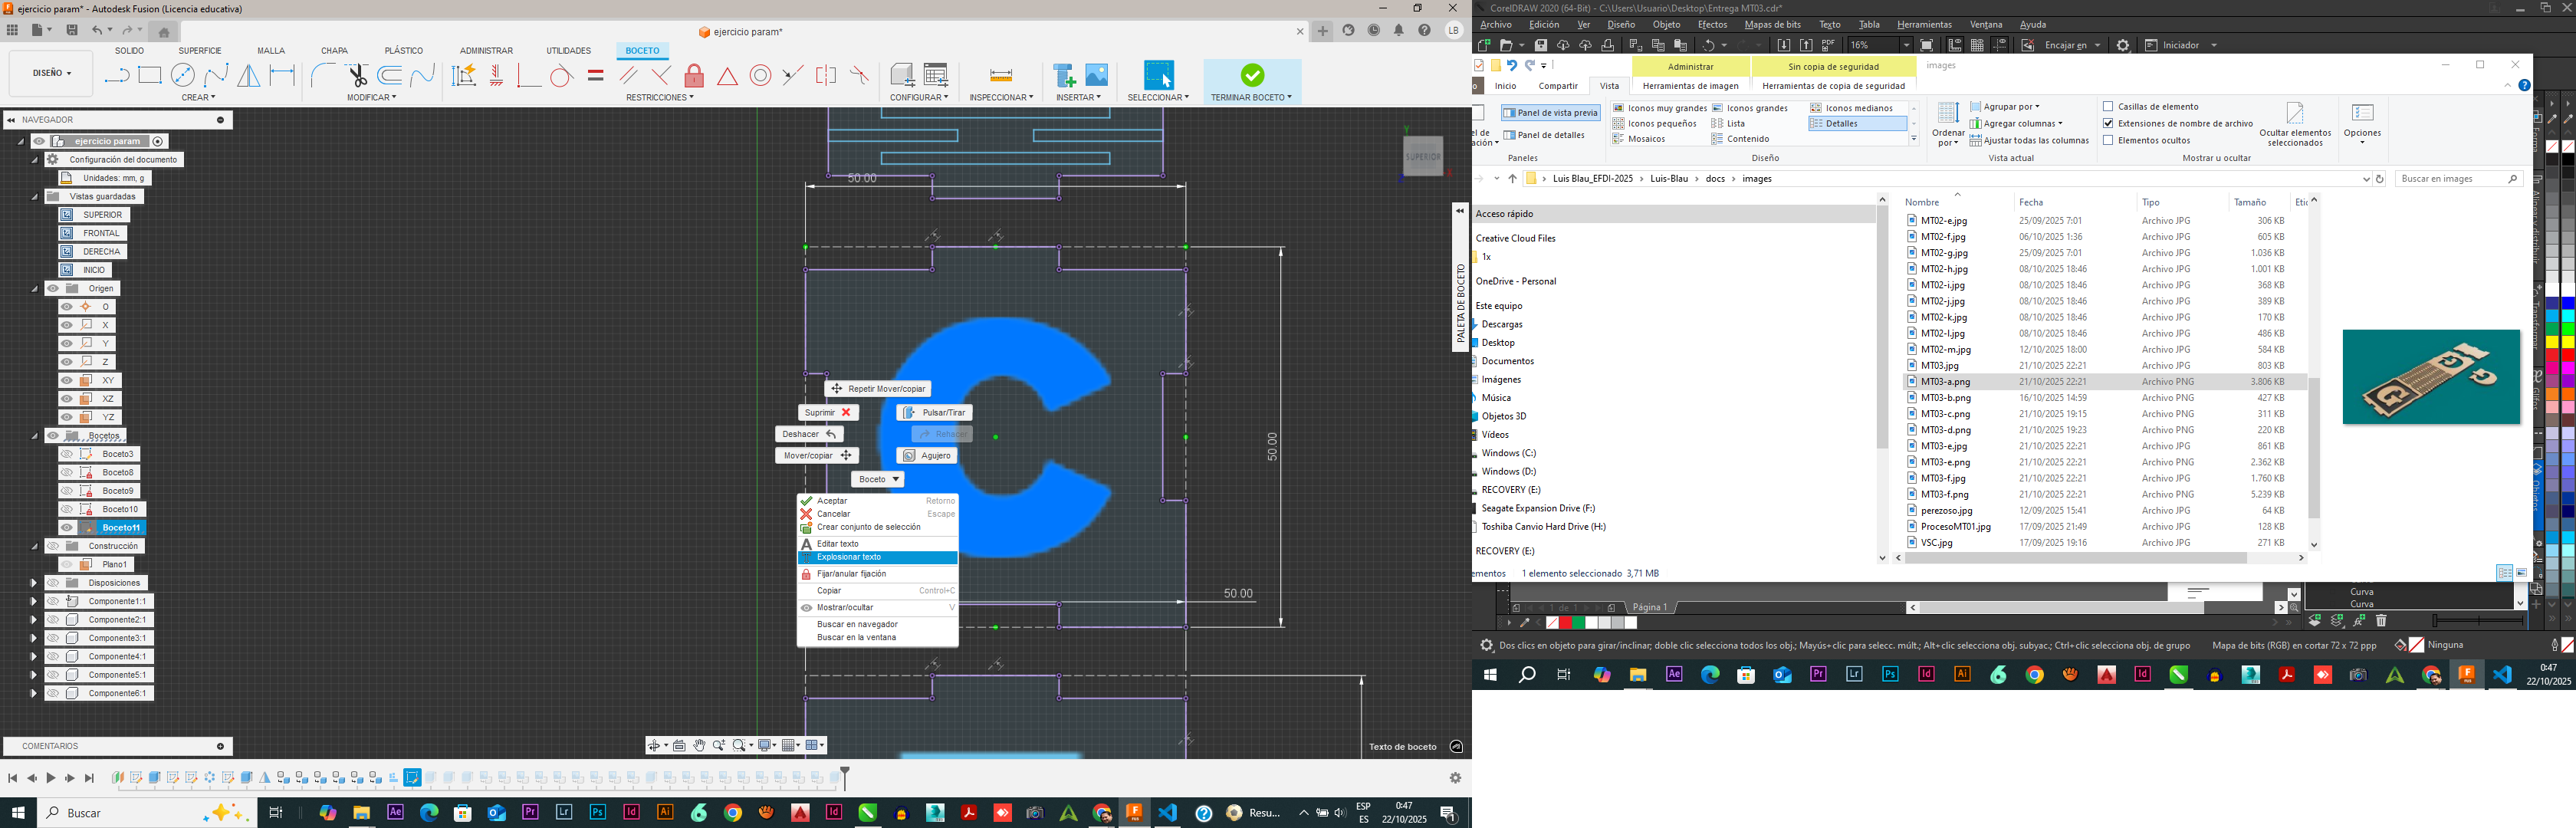 ejercicio param* - Autodesk Fusion (Licencia educativa)
ejercicio param*
LB
DISEÑO
SÓLIDO
SUPERFICIE
MALLA
CHAPA
PLÁSTICO
ADMINISTRAR
UTILIDADES
BOCETO
CREAR
MODIFICAR
RESTRICCIONES
CONFIGURAR
INSPECCIONAR
INSERTAR
SELECCIONAR
TERMINAR BOCETO
NAVEGADOR
ejercicio param
Configuración del documento
Unidades: mm, g
Vistas guardadas
SUPERIOR
FRONTAL
DERECHA
INICIO
Origen
O
X
Y
Z
XY
XZ
YZ
Bocetos
Boceto3
Boceto8
Boceto9
Boceto10
Boceto11
Construcción
Plano1
Disposiciones
Componente1:1
Componente2:1
Componente3:1
Componente4:1
Componente5:1
Componente6:1
COMENTARIOS
50.00
50.00
50.00
C
SUPERIOR
PALETA DE BOCETO
Repetir Mover/copiar
Suprimir
Pulsar/Tirar
Deshacer
Rehacer
Mover/copiar
Agujero
Boceto
Aceptar Retorno
Cancelar Escape
Crear conjunto de selección
Editar texto
Explosionar texto
Fijar/anular fijación
Copiar Control+C
Mostrar/ocultar V
Buscar en navegador
Buscar en la ventana
Texto de boceto
Buscar
Resu...
ESP
ES
0:47
22/10/2025
CorelDRAW 2020 (64-Bit) - C:\Users\Usuario\Desktop\Entrega MT03.cdr*
Archivo Edición Ver Diseño Objeto Efectos Mapas de bits Texto Tabla Herramientas Ventana Ayuda
16%
Encajar en
Iniciador
Administrar
Sin copia de seguridad
images
Inicio
Compartir
Vista
Herramientas de imagen
Herramientas de copia de seguridad
Panel de vista previa
Panel de detalles
Paneles
Iconos muy grandes
Iconos grandes
Iconos medianos
Iconos pequeños
Lista
Detalles
Mosaicos
Contenido
Diseño
Ordenar por
Agrupar por
Agregar columnas
Ajustar todas las columnas
Vista actual
Casillas de elemento
Extensiones de nombre de archivo
Elementos ocultos
Ocultar elementos seleccionados
Mostrar u ocultar
Opciones
Luis Blau_EFDI-2025 › Luis-Blau › docs › images
Buscar en images
Acceso rápido
Creative Cloud Files
1x
OneDrive - Personal
Este equipo
Descargas
Desktop
Documentos
Imágenes
Música
Objetos 3D
Vídeos
Windows (C:)
Windows (D:)
RECOVERY (E:)
Seagate Expansion Drive (F:)
Toshiba Canvio Hard Drive (H:)
RECOVERY (E:)
Nombre Fecha Tipo Tamaño
MT02-e.jpg 25/09/2025 7:01 Archivo JPG 306 KB
MT02-f.jpg 06/10/2025 1:36 Archivo JPG 605 KB
MT02-g.jpg 25/09/2025 7:01 Archivo JPG 1.036 KB
MT02-h.jpg 08/10/2025 18:46 Archivo JPG 1.001 KB
MT02-i.jpg 08/10/2025 18:46 Archivo JPG 368 KB
MT02-j.jpg 08/10/2025 18:46 Archivo JPG 389 KB
MT02-k.jpg 08/10/2025 18:46 Archivo JPG 170 KB
MT02-l.jpg 08/10/2025 18:46 Archivo JPG 486 KB
MT02-m.jpg 12/10/2025 18:00 Archivo JPG 584 KB
MT03.jpg 21/10/2025 22:21 Archivo JPG 803 KB
MT03-a.png 21/10/2025 22:21 Archivo PNG 3.806 KB
MT03-b.png 16/10/2025 14:59 Archivo PNG 427 KB
MT03-c.png 21/10/2025 19:15 Archivo PNG 311 KB
MT03-d.png 21/10/2025 19:23 Archivo PNG 220 KB
MT03-e.jpg 21/10/2025 22:21 Archivo JPG 861 KB
MT03-e.png 21/10/2025 22:21 Archivo PNG 2.362 KB
MT03-f.jpg 21/10/2025 22:21 Archivo JPG 1.760 KB
MT03-f.png 21/10/2025 22:21 Archivo PNG 5.239 KB
perezoso.jpg 12/09/2025 15:41 Archivo JPG 64 KB
ProcesoMT01.jpg 17/09/2025 21:49 Archivo JPG 128 KB
VSC.jpg 17/09/2025 19:16 Archivo JPG 271 KB
1 elemento seleccionado 3,71 MB
1 de 1
Página 1
Curva
Curva
Dos clics en objeto para girar/inclinar; doble clic selecciona todos los obj.; Mayús+clic para selecc. múlt.; Alt+clic selecciona obj. subyac.; Ctrl+clic selecciona obj. de grupo
Mapa de bits (RGB) en cortar 72 x 72 ppp
Ninguna
0:47
22/10/2025